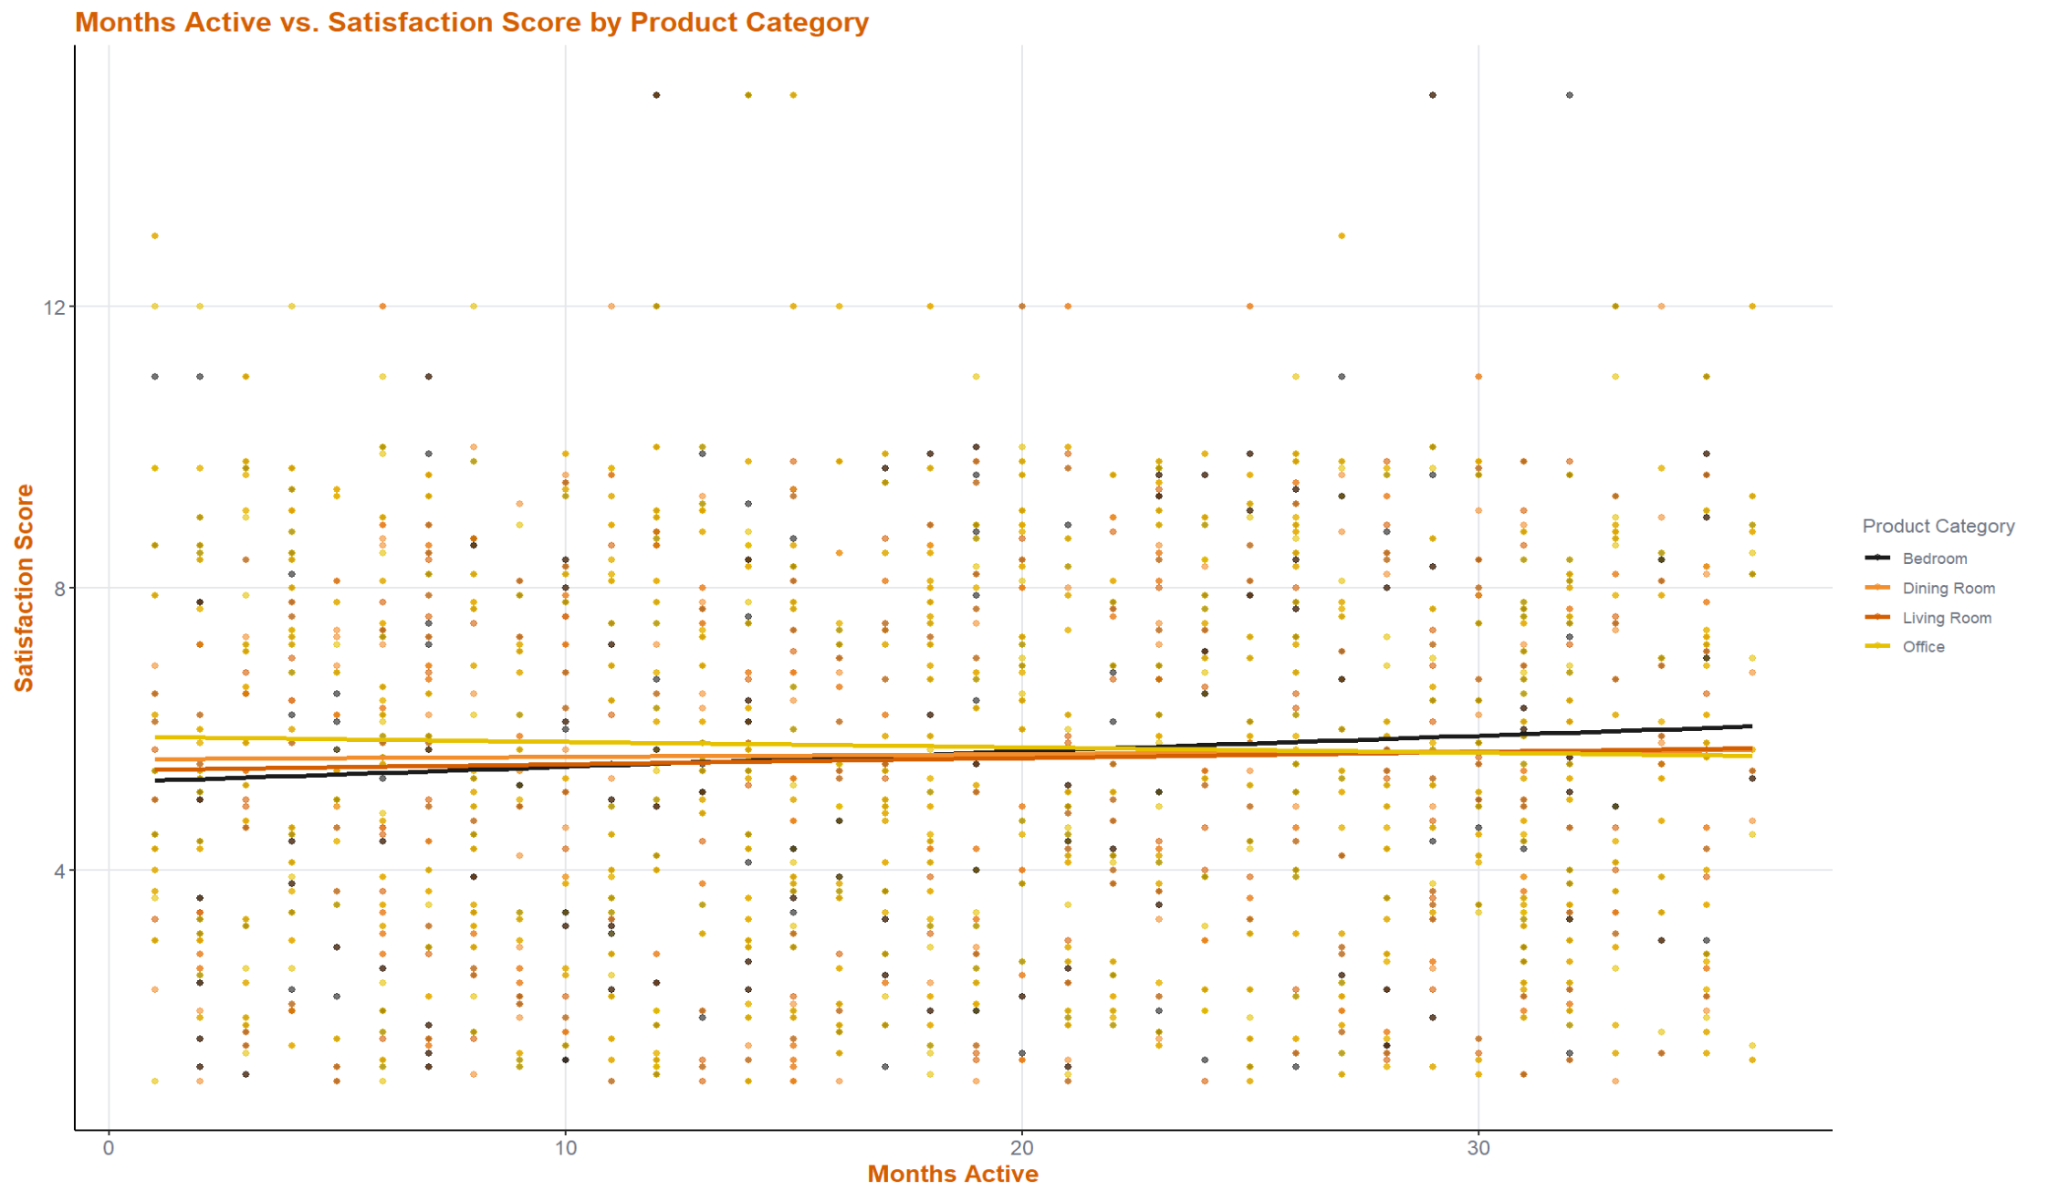 Months Active vs. Satisfaction Score by Product Category
Satisfaction Score
12
8
4
0
10
20
30
Months Active
Product Category
Bedroom
Dining Room
Living Room
Office